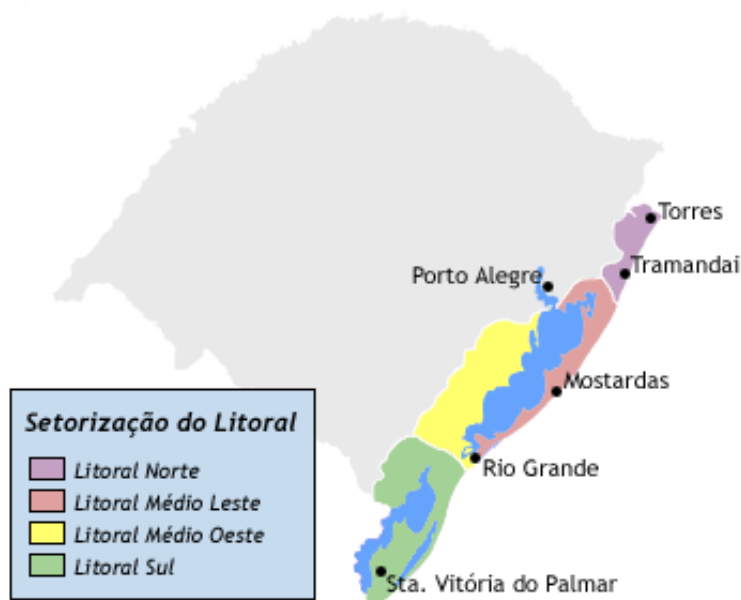 Torres
Tramandai
Porto Alegre
Mostardas
Rio Grande
Sta. Vitória do Palmar
Setorização do Litoral
Litoral Norte
Litoral Médio Leste
Litoral Médio Oeste
Litoral Sul